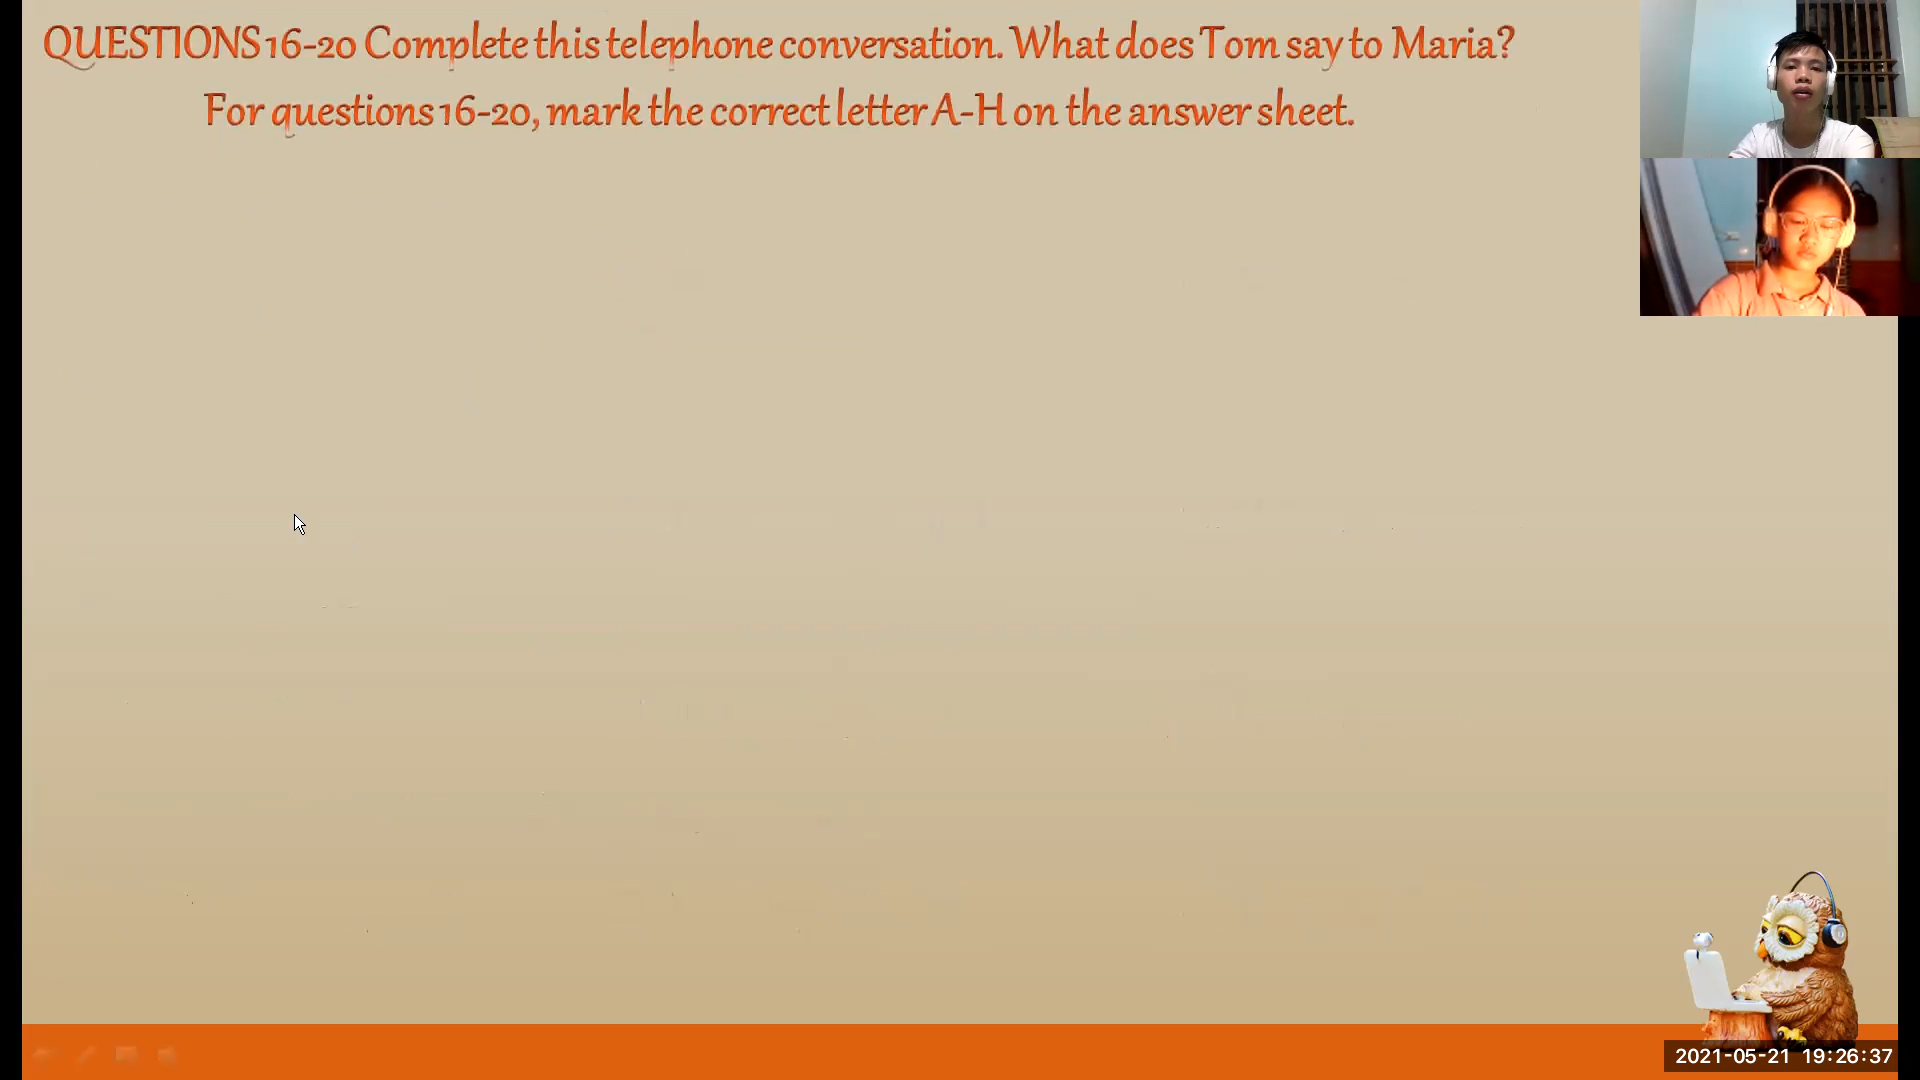 QUESTIONS 16-20 Complete this telephone conversation. What does Tom say to Maria?
For questions 16-20, mark the correct letter A-H on the answer sheet.
2021-05-21 19:26:37